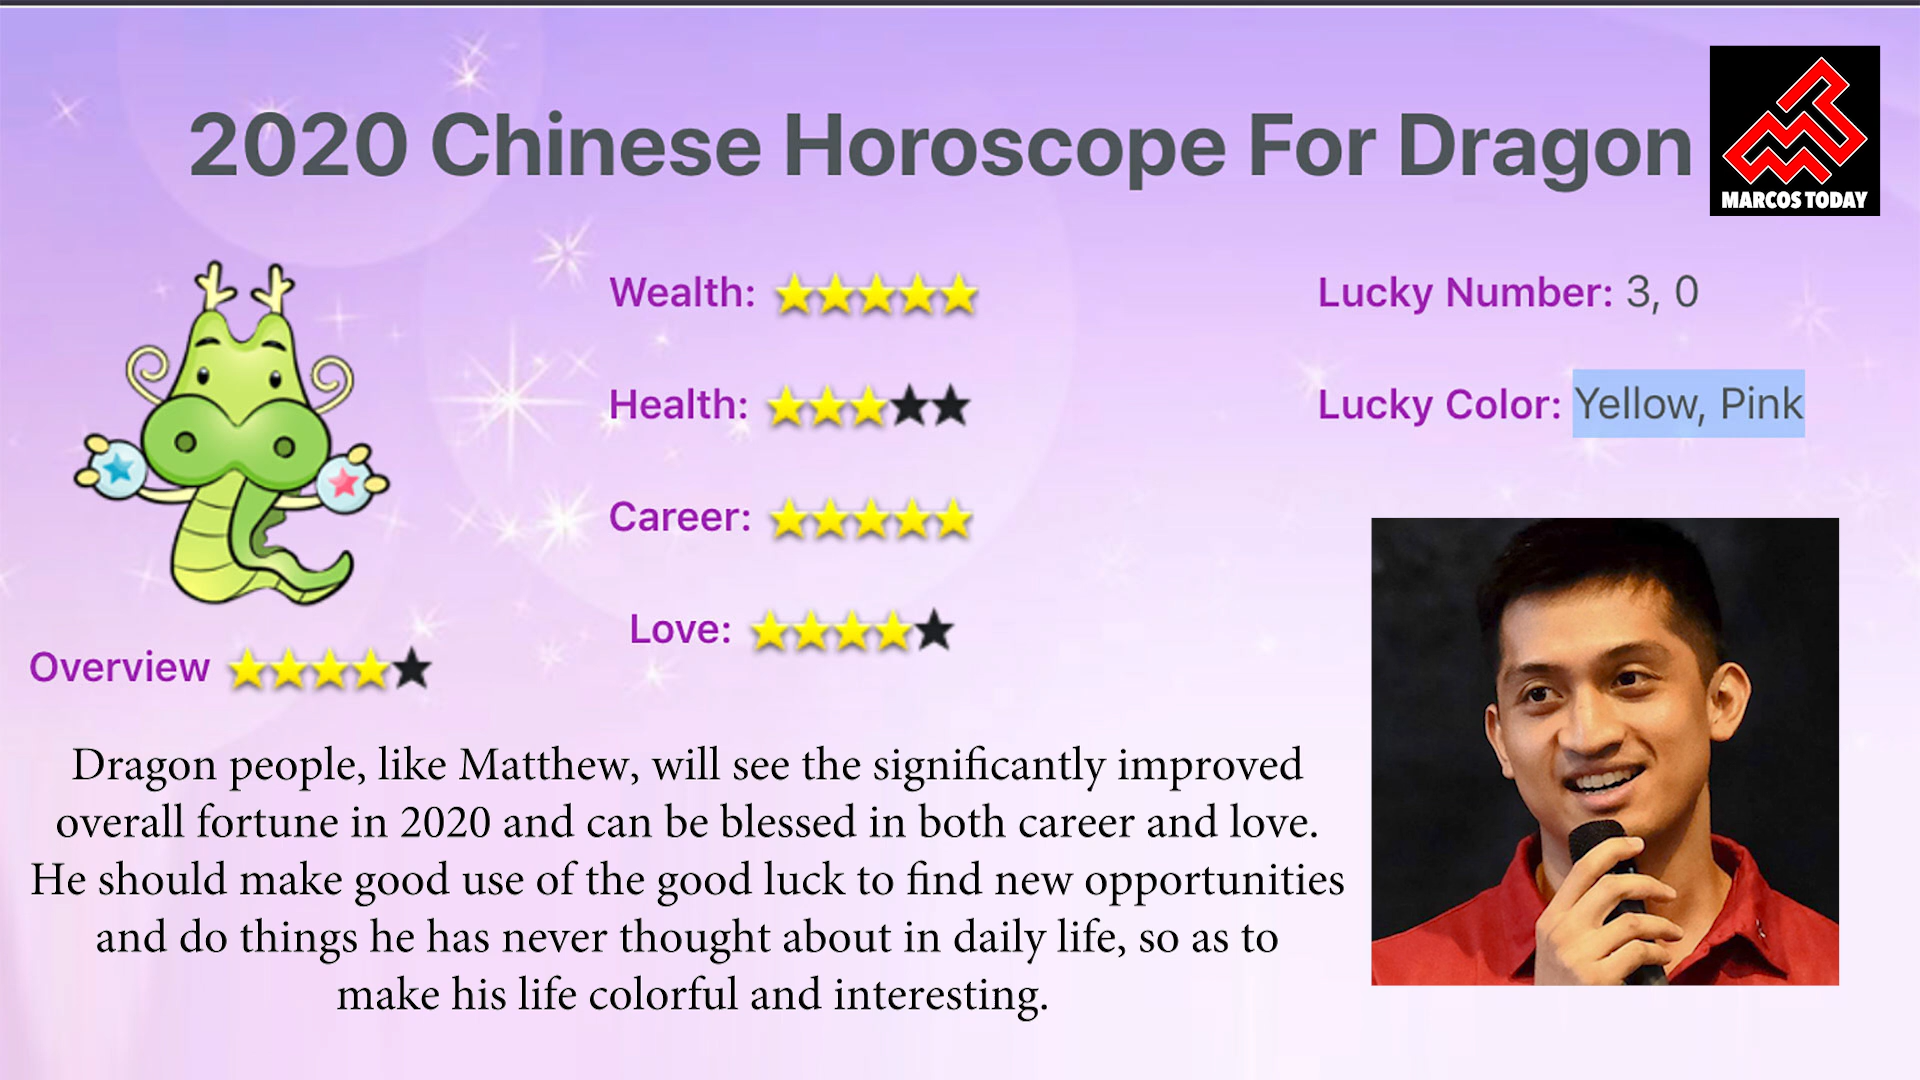 2020 Chinese Horoscope For Dragon
MARCOS TODAY
Wealth:
Lucky Number: 3, 0
Health:
Lucky Color: Yellow, Pink
Career:
Love:
Overview
Dragon people, like Matthew, will see the significantly improved
overall fortune in 2020 and can be blessed in both career and love.
He should make good use of the good luck to find new opportunities
and do things he has never thought about in daily life, so as to
make his life colorful and interesting.